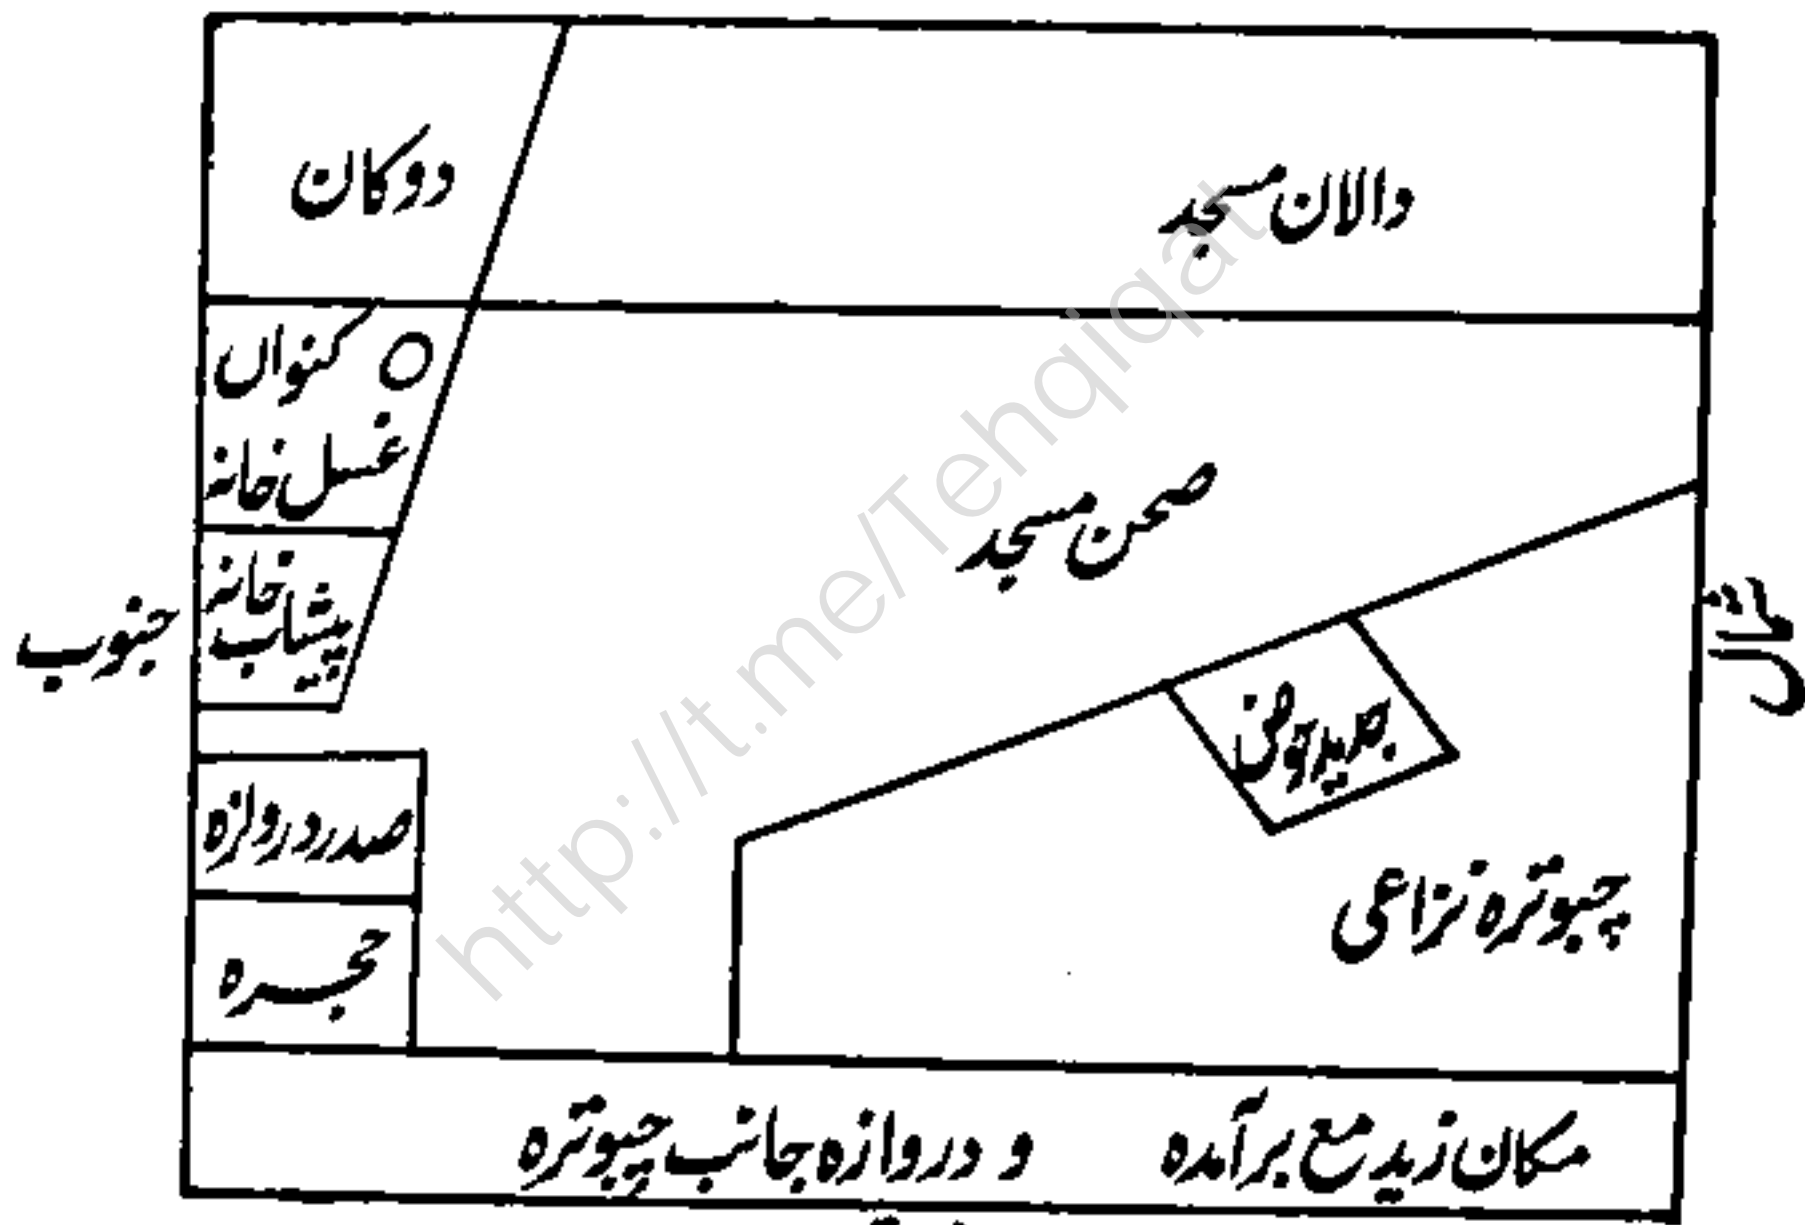 دوکان
دالان مسجد
کنواں
غسل خانہ
صحن مسجد
پیشاب خانہ
جنوب
شمال
جدید حوض
صدر دروازہ
چبوترہ نزاعی
حجرہ
مکان زید مع برآمدہ و دروازہ جانب چبوترہ
http://t.me/Tehqiqat